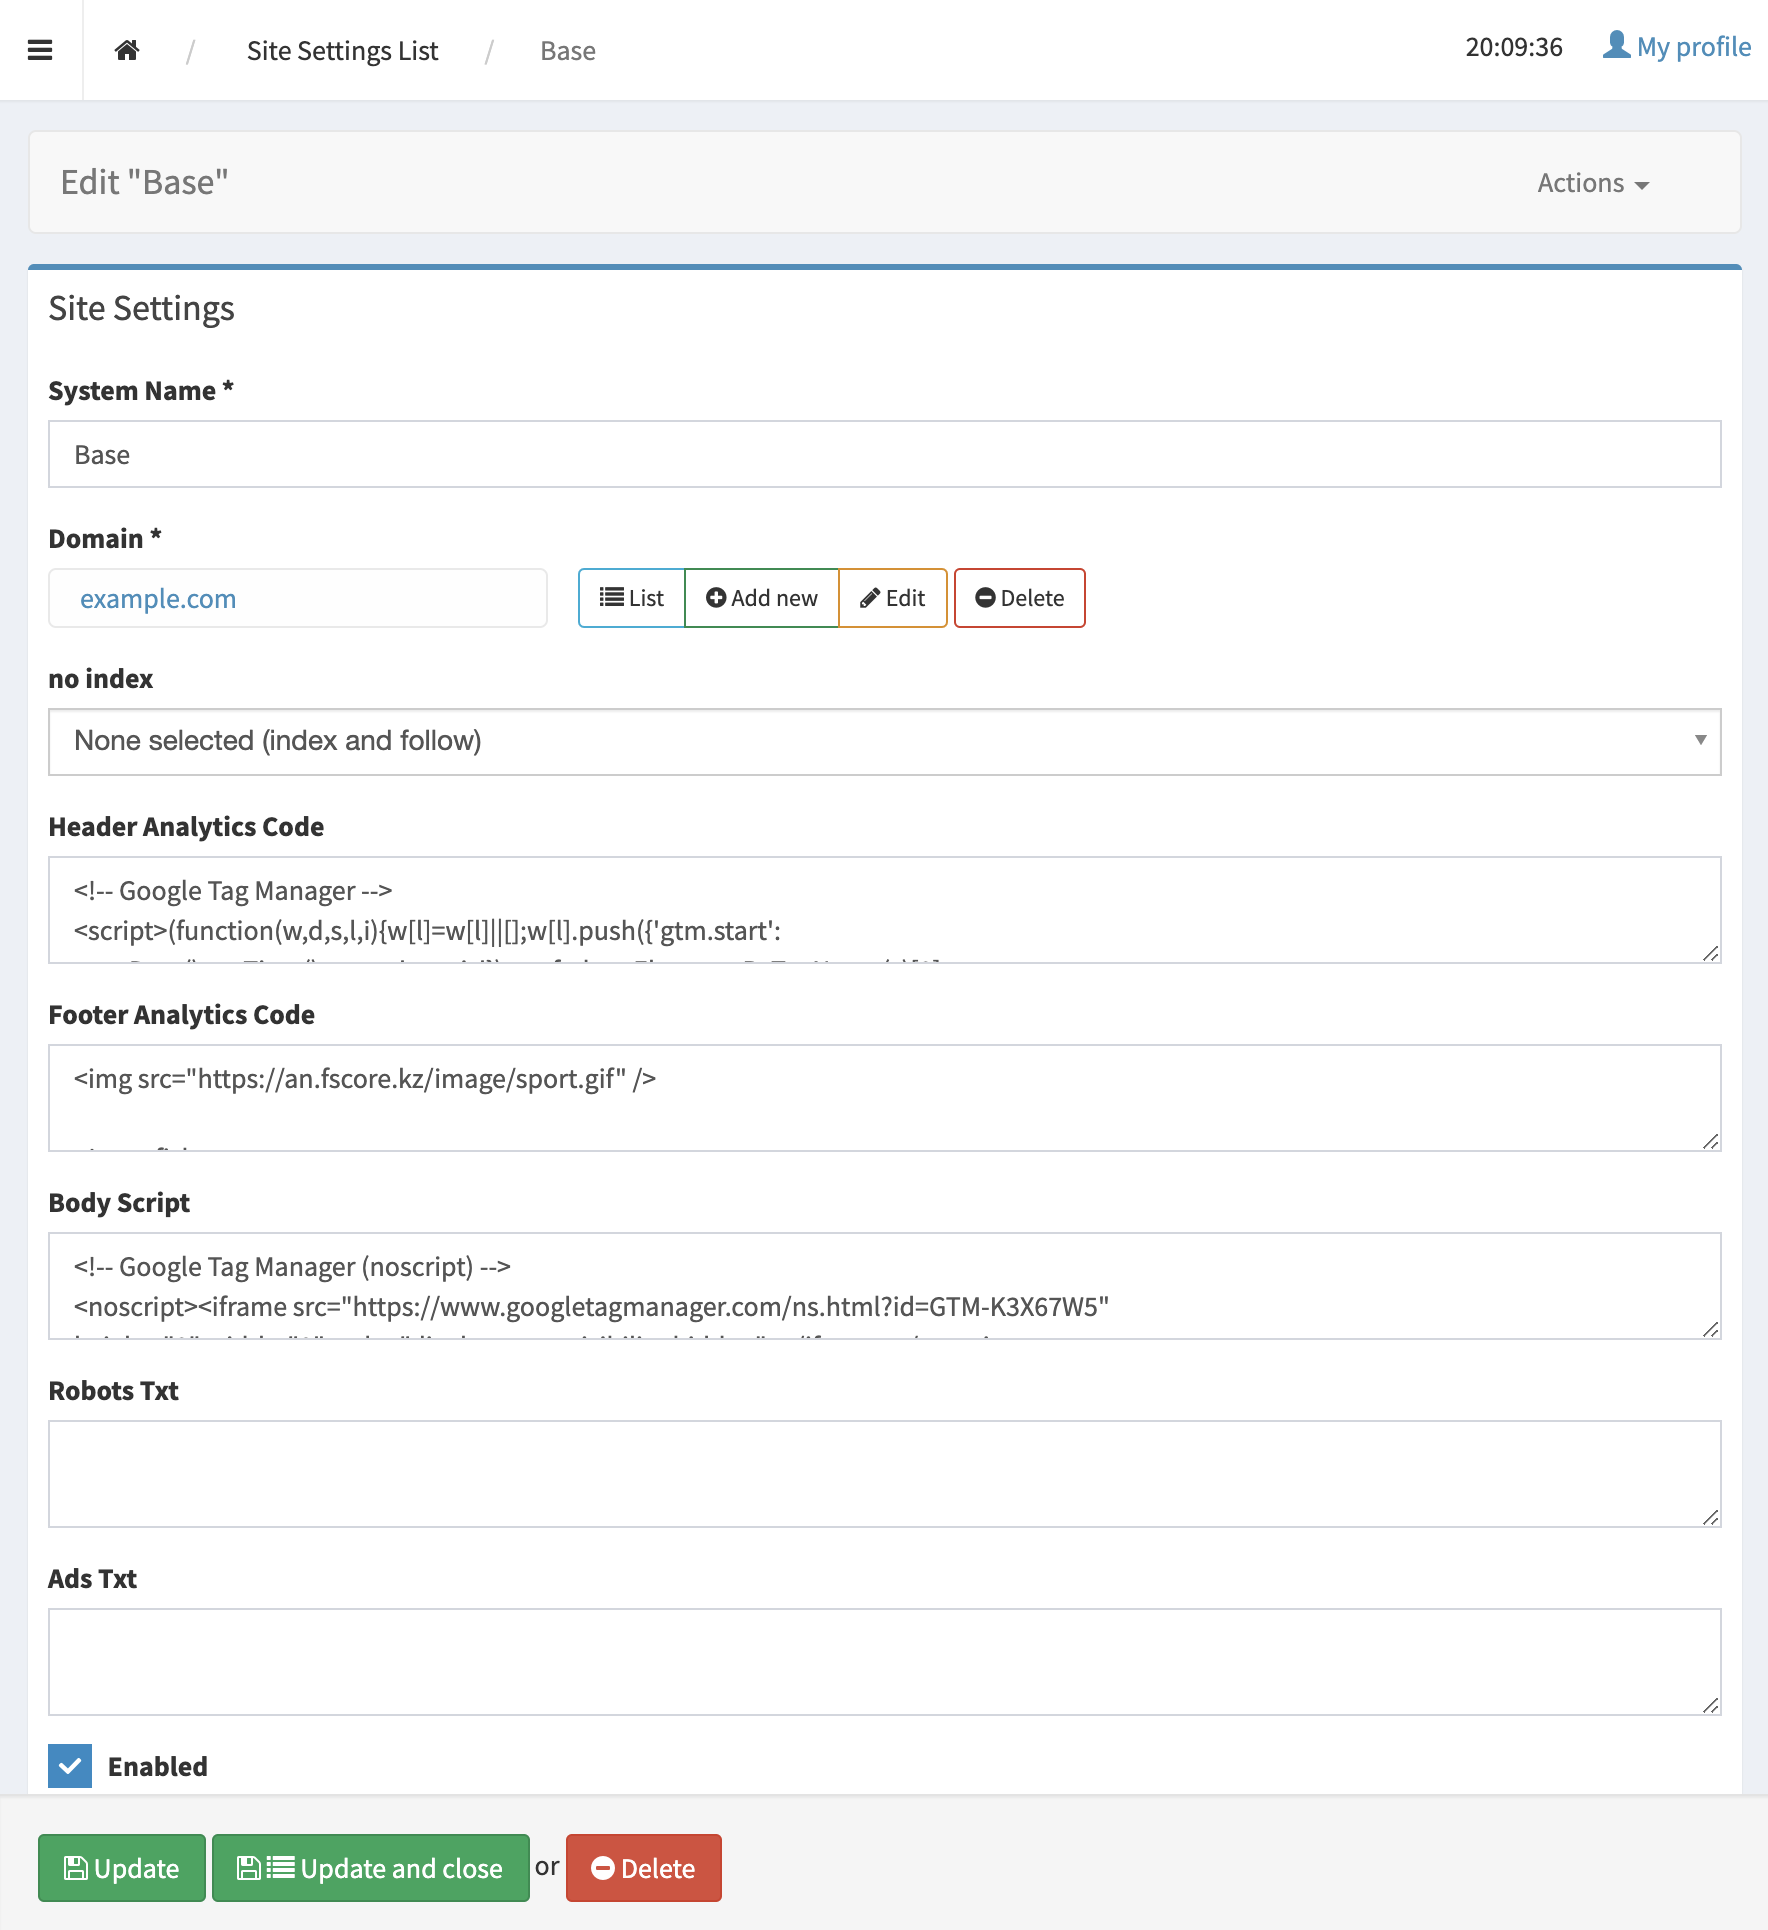 Site Settings List / Base
20:09:36 My profile
Edit "Base"
Actions
Site Settings
System Name *
Base
Domain *
example.com
List Add new Edit Delete
no index
None selected (index and follow)
Header Analytics Code
<!-- Google Tag Manager -->
<script>(function(w,d,s,l,i){w[l]=w[l]||[];w[l].push({'gtm.start':
Footer Analytics Code
<img src="https://an.fscore.kz/image/sport.gif" />
Body Script
<!-- Google Tag Manager (noscript) -->
<noscript><iframe src="https://www.googletagmanager.com/ns.html?id=GTM-K3X67W5"
Robots Txt
Ads Txt
Enabled
Update Update and close or Delete